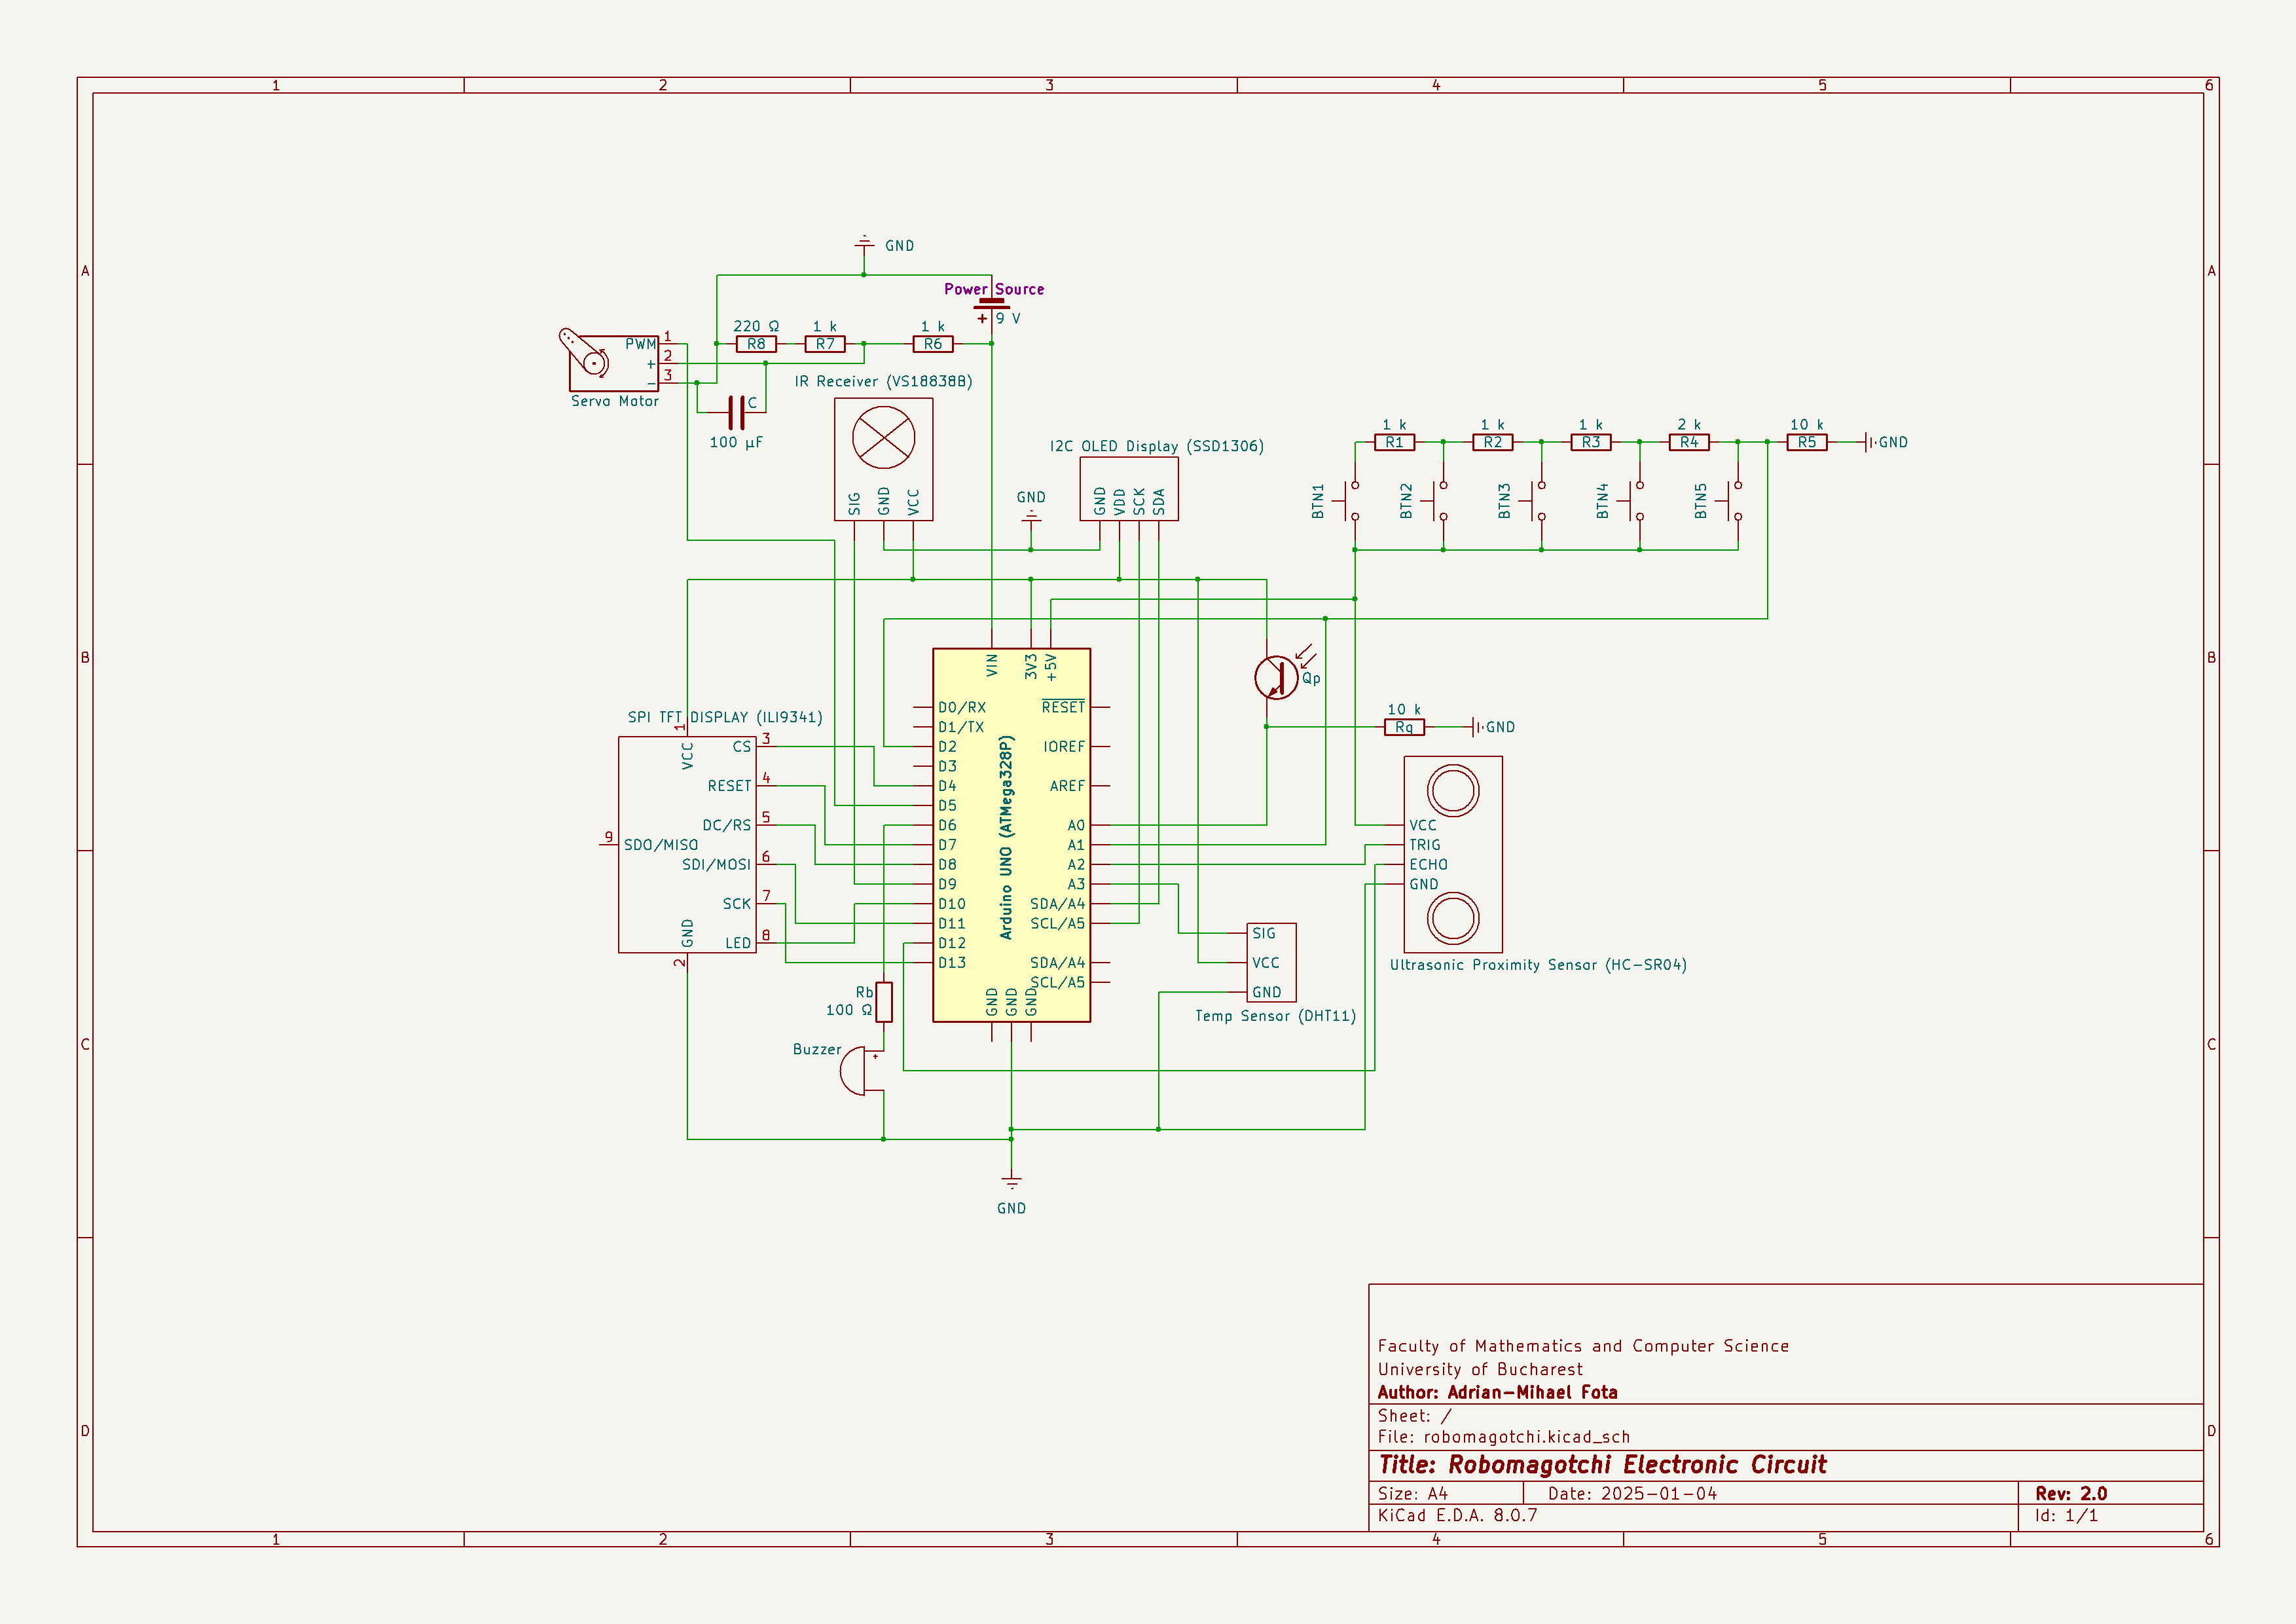 1 2 3 4 5 6
A A
B B
C C
D D
GND
Power Source
+ 9 V
220 Ω 1 k 1 k
R8 R7 R6
PWM 1
+ 2
− 3
Servo Motor
C
100 µF
IR Receiver (VS18838B)
SIG GND VCC
GND
I2C OLED Display (SSD1306)
GND VDD SCK SDA
1 k 1 k 1 k 2 k 10 k
R1 R2 R3 R4 R5 GND
BTN1 BTN2 BTN3 BTN4 BTN5
Qp
10 k
Rq GND
SPI TFT DISPLAY (ILI9341)
1
VCC
CS 3
RESET 4
DC/RS 5
9 SDO/MISO
SDI/MOSI 6
SCK 7
LED 8
GND
2
Arduino UNO (ATMega328P)
VIN 3V3 +5V
D0/RX RESET
D1/TX
D2 IOREF
D3
D4 AREF
D5
D6 A0
D7 A1
D8 A2
D9 A3
D10 SDA/A4
D11 SCL/A5
D12
D13 SDA/A4
SCL/A5
GND GND GND
VCC
TRIG
ECHO
GND
Ultrasonic Proximity Sensor (HC-SR04)
SIG
VCC
GND
Temp Sensor (DHT11)
Rb
100 Ω
Buzzer
+
GND
Faculty of Mathematics and Computer Science
University of Bucharest
Author: Adrian-Mihael Fota
Sheet: /
File: robomagotchi.kicad_sch
Title: Robomagotchi Electronic Circuit
Size: A4 Date: 2025-01-04 Rev: 2.0
KiCad E.D.A. 8.0.7 Id: 1/1
1 2 3 4 5 6